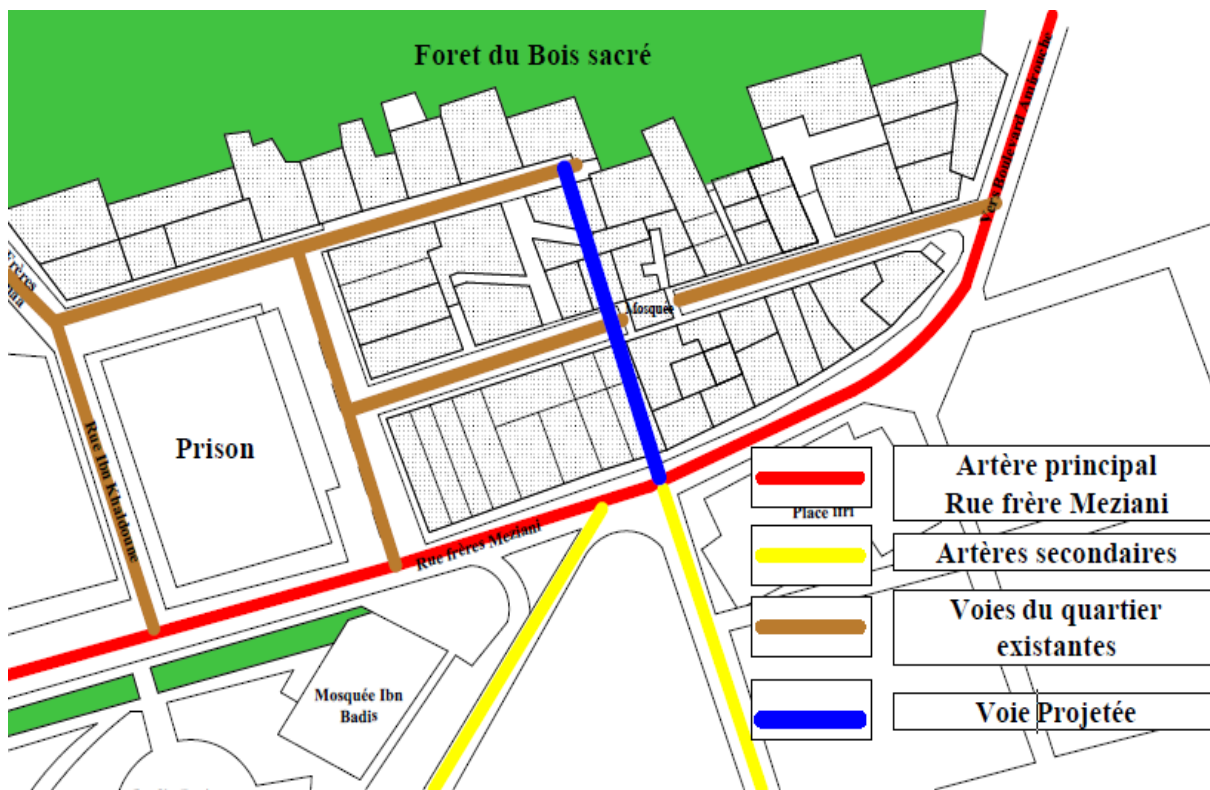 Foret du Bois sacré
Vers Boulevard Amirouche
Frères
Mosquée
Prison
Rue Ibn Khaldoune
Rue frères Meziani
Mosquée Ibn
Badis
Artère principal
Rue frère Meziani
Place
Artères secondaires
Voies du quartier
existantes
Voie Projetée